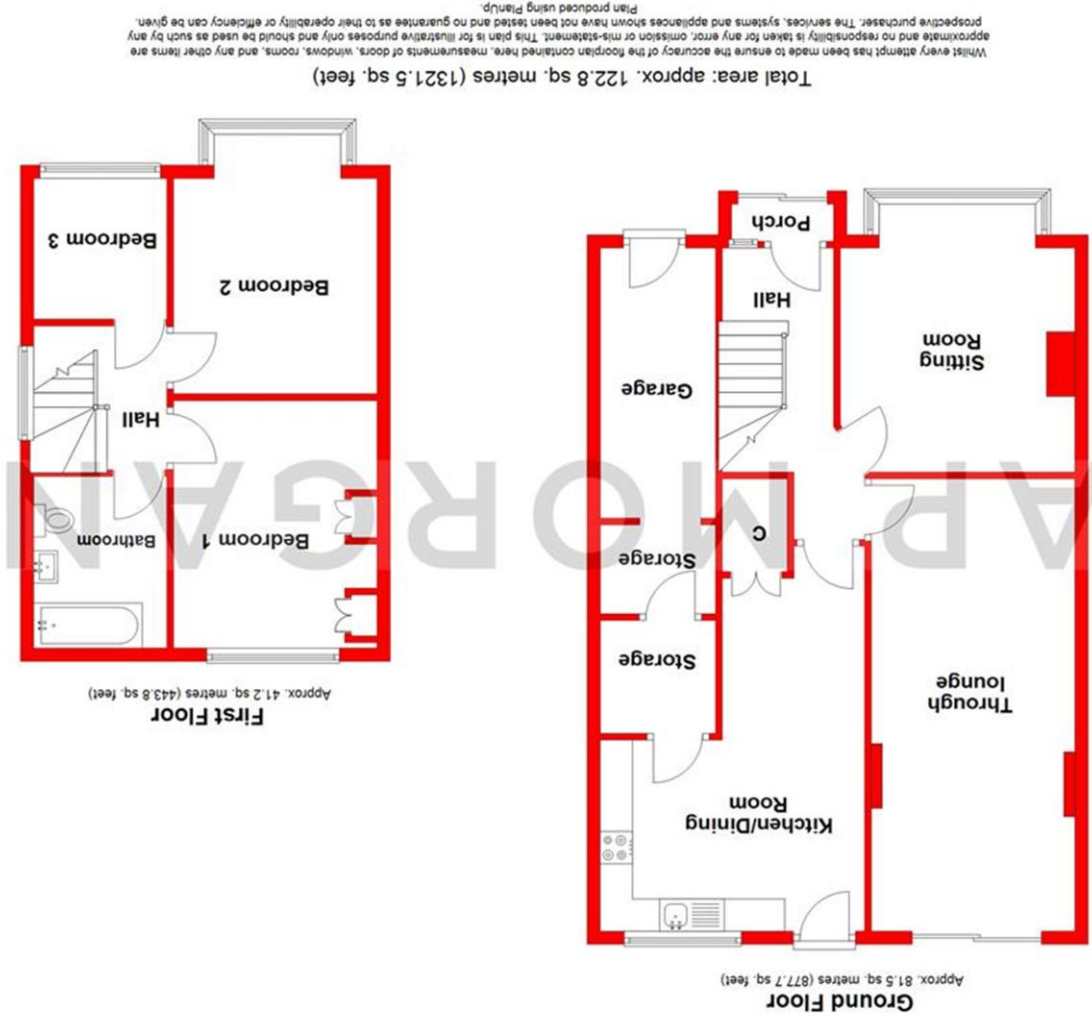 Ground Floor
Approx. 81.5 sq. metres (877.7 sq. feet)
Through
lounge
Kitchen/Dining
Room
Storage
Storage
C
Sitting
Room
Hall
Garage
Porch
First Floor
Approx. 41.2 sq. metres (443.8 sq. feet)
Bedroom 1
Bathroom
Hall
Bedroom 2
Bedroom 3
AP MORGAN
Total area: approx. 122.8 sq. metres (1321.5 sq. feet)
Whilst every attempt has been made to ensure the accuracy of the floorplan contained here, measurements of doors, windows, rooms, and any other items are
approximate and no responsibility is taken for any error, omission or mis-statement. This plan is for illustrative purposes only and should be used as such by any
prospective purchaser. The services, systems and appliances shown have not been tested and no guarantee as to their operability or efficiency can be given.
Plan produced using PlanUp.